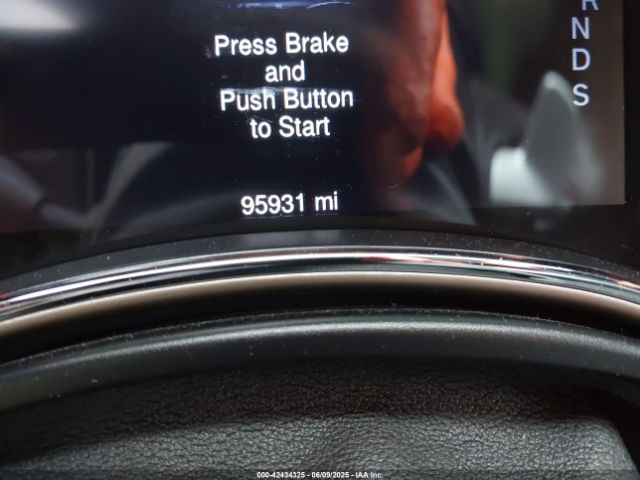 Press Brake
and
Push Button
to Start
95931 mi
R
N
D
S
000-42434325 - 06/09/2025 - IAA Inc.